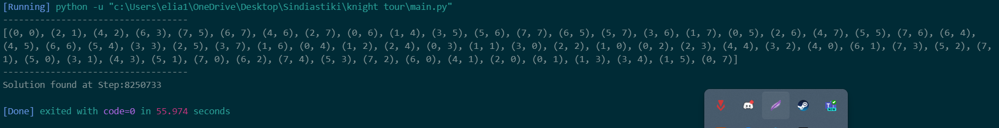 [Running] python -u "c:\Users\elia1\OneDrive\Desktop\Sindiastiki\knight tour\main.py"
-----------------------------------
[(0, 0), (2, 1), (4, 2), (6, 3), (7, 5), (6, 7), (4, 6), (2, 7), (0, 6), (1, 4), (3, 5), (5, 6), (7, 7), (6, 5), (5, 7), (3, 6), (1, 7), (0, 5), (2, 6), (4, 7), (5, 5), (7, 6), (6, 4),
(4, 5), (6, 6), (5, 4), (3, 3), (2, 5), (3, 7), (1, 6), (0, 4), (1, 2), (2, 4), (0, 3), (1, 1), (3, 0), (2, 2), (1, 0), (0, 2), (2, 3), (4, 4), (3, 2), (4, 0), (6, 1), (7, 3), (5, 2), (7,
1), (5, 0), (3, 1), (4, 3), (5, 1), (7, 0), (6, 2), (7, 4), (5, 3), (7, 2), (6, 0), (4, 1), (2, 0), (0, 1), (1, 3), (3, 4), (1, 5), (0, 7)]
-----------------------------------
Solution found at Step:8250733
[Done] exited with code=0 in 55.974 seconds
NEW